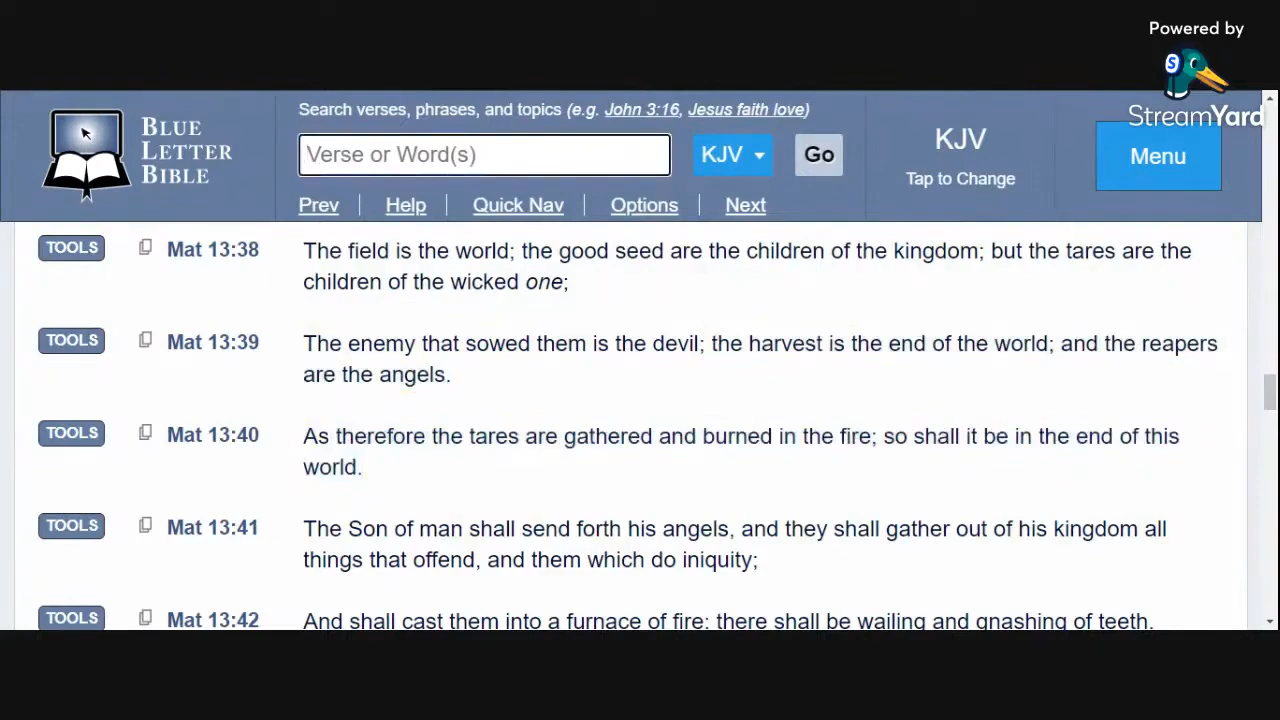 Powered by
StreamYard
BLUE
LETTER
BIBLE
Search verses, phrases, and topics (e.g. John 3:16, Jesus faith love)
Verse or Word(s)
KJV
Go
Prev
Help
Quick Nav
Options
Next
KJV
Tap to Change
Menu
TOOLS Mat 13:38 The field is the world; the good seed are the children of the kingdom; but the tares are the
children of the wicked one;
TOOLS Mat 13:39 The enemy that sowed them is the devil; the harvest is the end of the world; and the reapers
are the angels.
TOOLS Mat 13:40 As therefore the tares are gathered and burned in the fire; so shall it be in the end of this
world.
TOOLS Mat 13:41 The Son of man shall send forth his angels, and they shall gather out of his kingdom all
things that offend, and them which do iniquity;
TOOLS Mat 13:42 And shall cast them into a furnace of fire: there shall be wailing and gnashing of teeth.